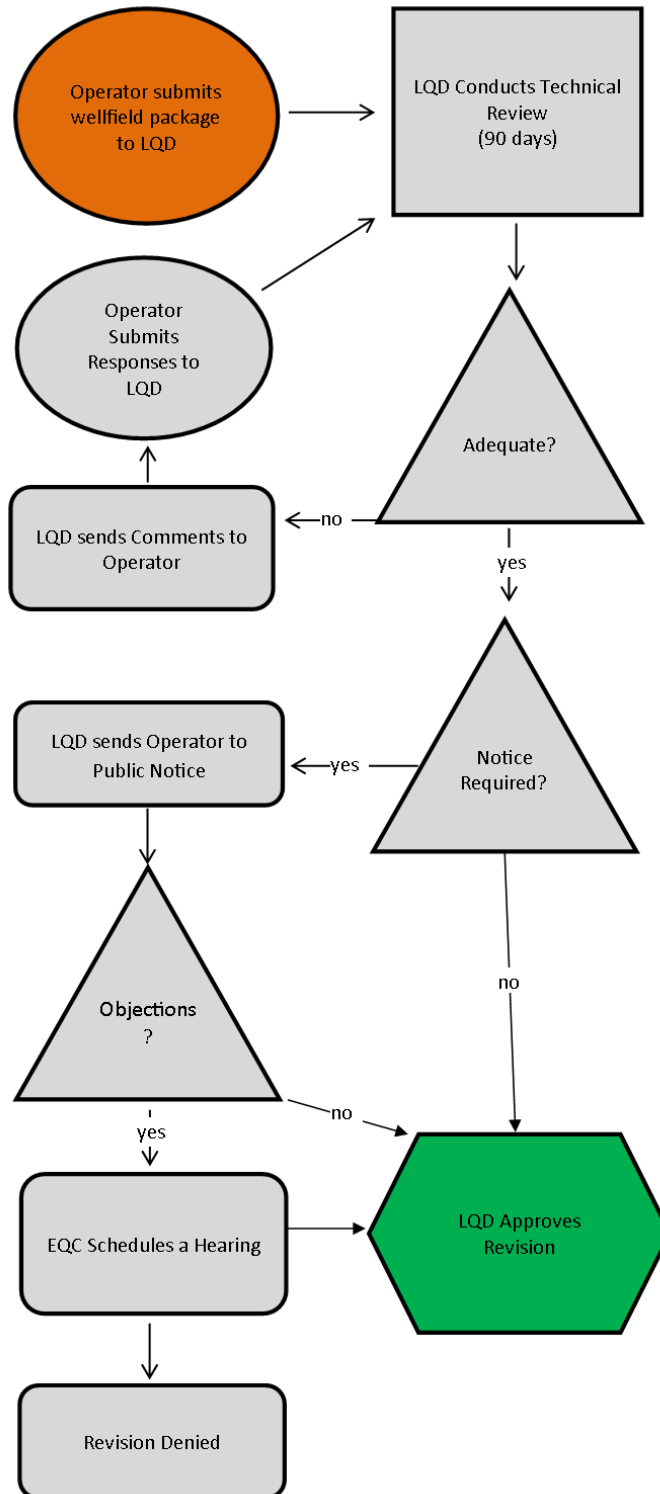 Operator submits
wellfield package
to LQD
LQD Conducts Technical
Review
(90 days)
Operator
Submits
Responses to
LQD
Adequate?
no
LQD sends Comments to
Operator
yes
Notice
Required?
yes
LQD sends Operator to
Public Notice
no
Objections
?
no
yes
EQC Schedules a Hearing
LQD Approves
Revision
Revision Denied